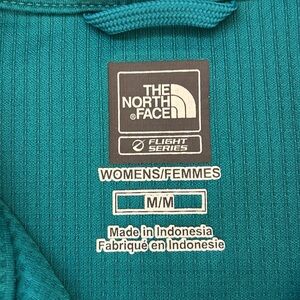 THE
NORTH
FACE
®
FLIGHT
SERIES
WOMENS/FEMMES
M/M
Made in Indonesia
Fabriqué en Indonesie